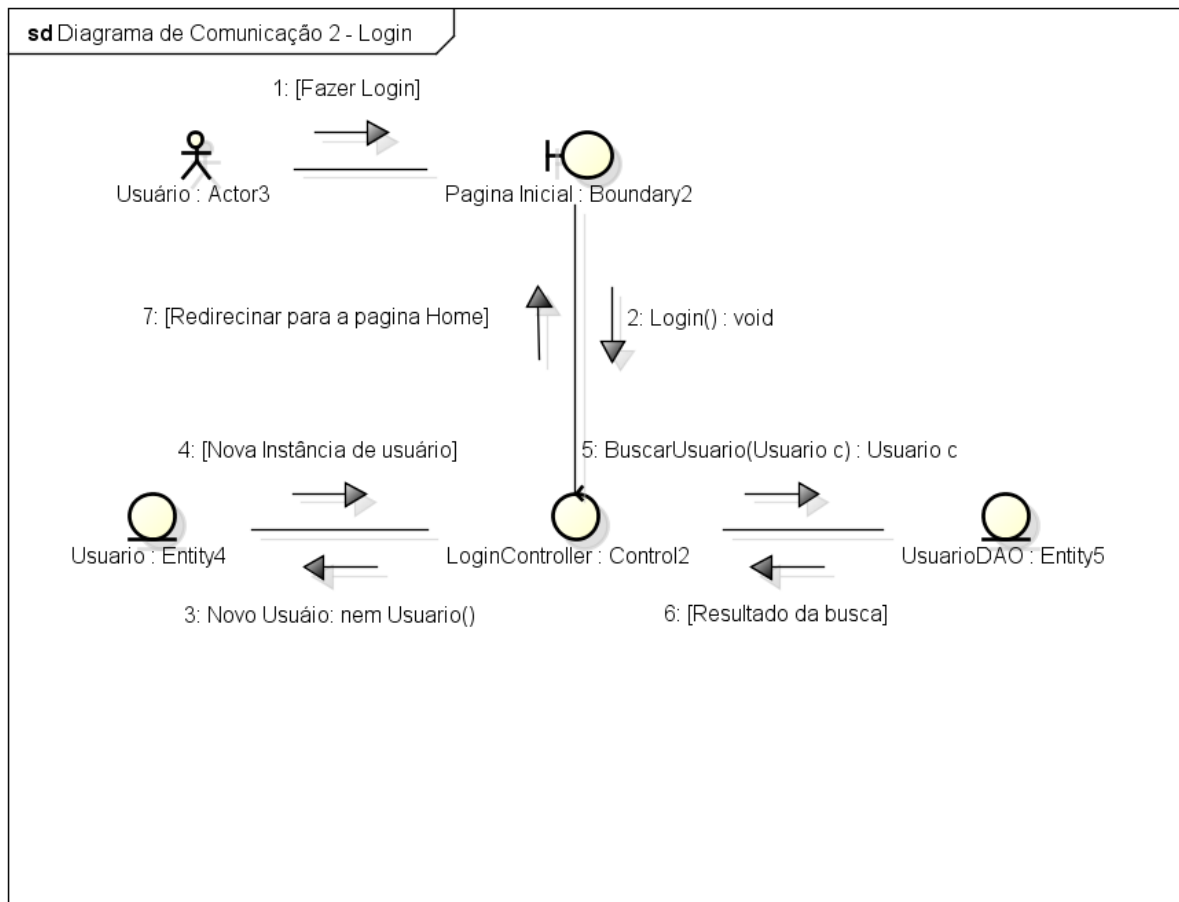 sd Diagrama de Comunicação 2 - Login
1: [Fazer Login]
Usuário : Actor3
Pagina Inicial : Boundary2
7: [Redirecinar para a pagina Home]
2: Login() : void
4: [Nova Instância de usuário]
5: BuscarUsuario(Usuario c) : Usuario c
Usuario : Entity4
LoginController : Control2
UsuarioDAO : Entity5
3: Novo Usuáio: nem Usuario()
6: [Resultado da busca]